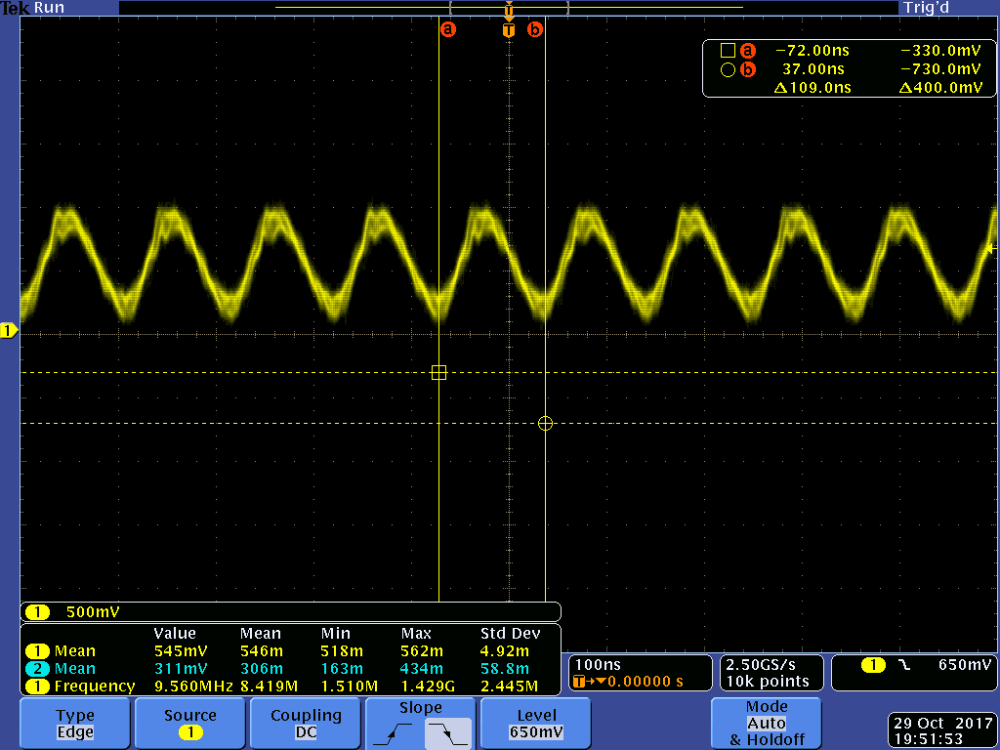 Tek Run Trig'd
T
a T b
a −72.00ns −330.0mV
b 37.00ns −730.0mV
Δ109.0ns Δ400.0mV
1
1 500mV
Value Mean Min Max Std Dev
1 Mean 545mV 546m 518m 562m 4.92m
2 Mean 311mV 306m 163m 434m 58.8m
1 Frequency 9.560MHz 8.419M 1.510M 1.429G 2.445M
100ns
T→▼0.00000 s
2.50GS/s
10k points
1 650mV
Type
Edge
Source
1
Coupling
DC
Slope
Level
650mV
Mode
Auto
& Holdoff
29 Oct 2017
19:51:53